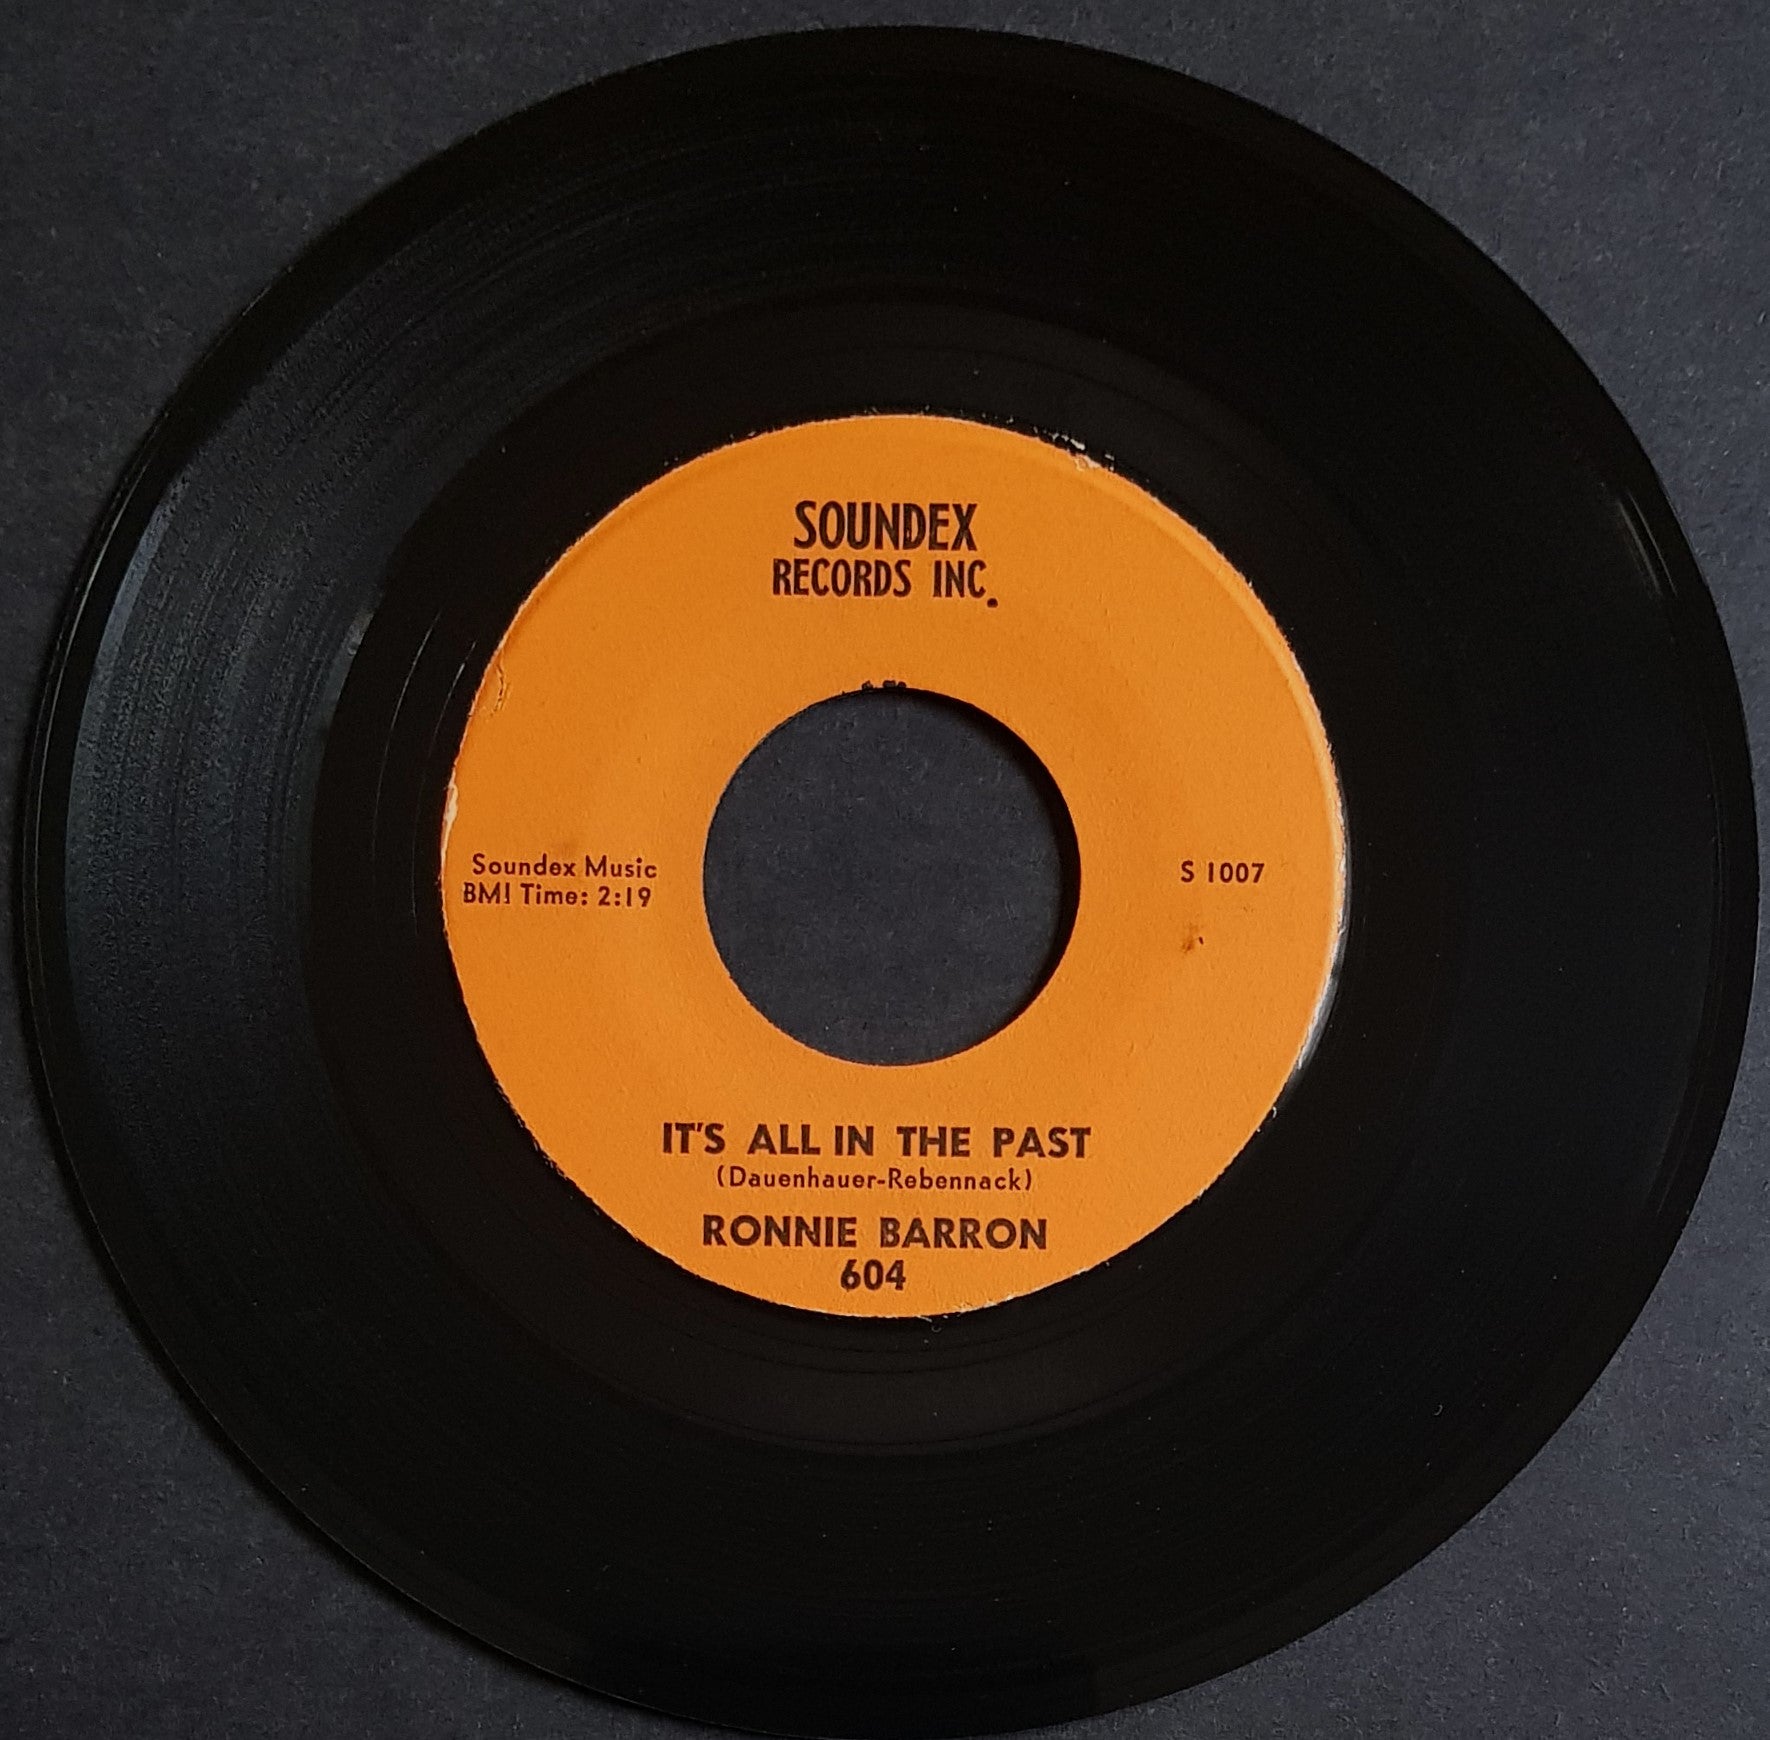 SOUNDEX
RECORDS INC.
Soundex Music
BMI Time: 2:19
S 1007
IT'S ALL IN THE PAST
(Dauenhauer-Rebennack)
RONNIE BARRON
604